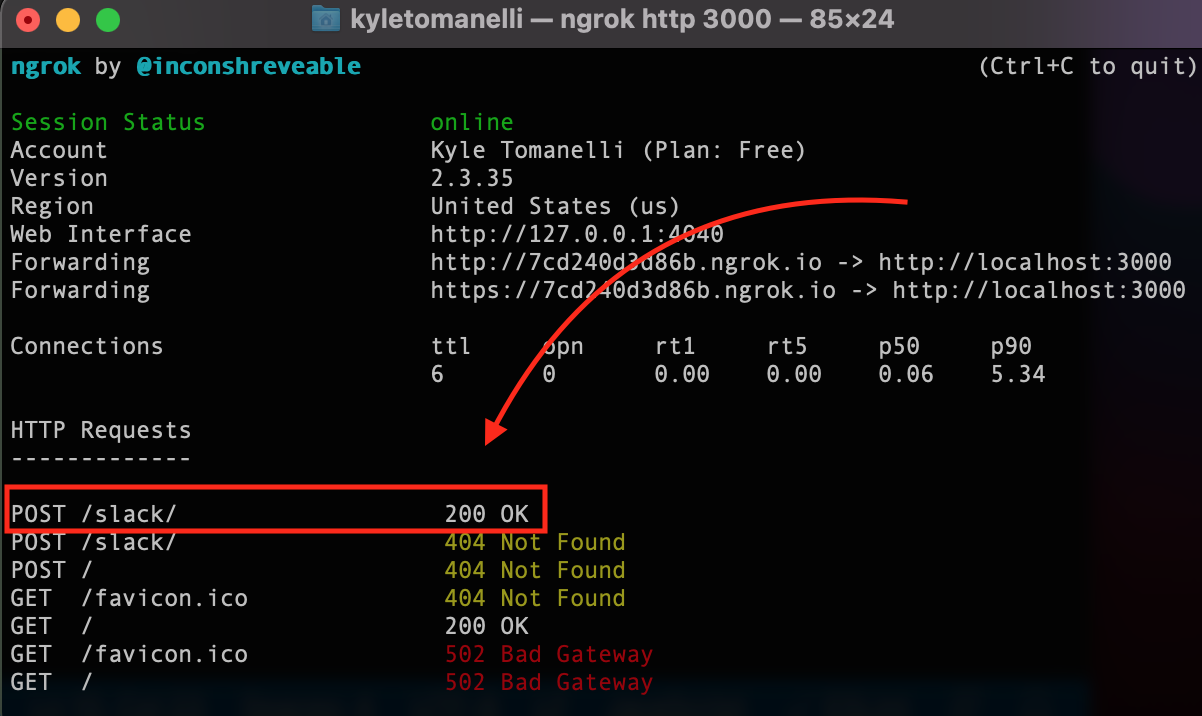 kyletomanelli — ngrok http 3000 — 85×24
ngrok by @inconshreveable (Ctrl+C to quit)
Session Status online
Account Kyle Tomanelli (Plan: Free)
Version 2.3.35
Region United States (us)
Web Interface http://127.0.0.1:4040
Forwarding http://7cd240d3d86b.ngrok.io -> http://localhost:3000
Forwarding https://7cd240d3d86b.ngrok.io -> http://localhost:3000
Connections ttl opn rt1 rt5 p50 p90
6 0 0.00 0.00 0.06 5.34
HTTP Requests
-------------
POST /slack/ 200 OK
POST /slack/ 404 Not Found
POST / 404 Not Found
GET /favicon.ico 404 Not Found
GET / 200 OK
GET /favicon.ico 502 Bad Gateway
GET / 502 Bad Gateway